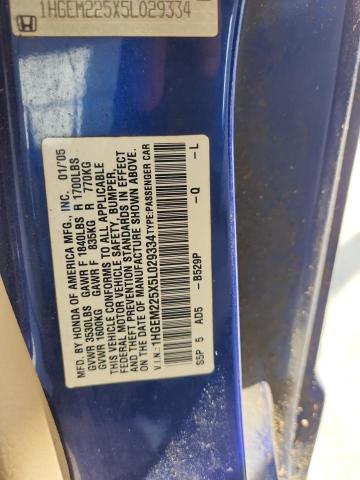 1HGEM225X5L029334
MFD. BY HONDA OF AMERICA MFG., INC. 01/05
GVWR 3530LBS GAWR F 1840LBS R 1700LBS
GVWR 1600KG GAWR F 835KG R 770KG
THIS VEHICLE CONFORMS TO ALL APPLICABLE
FEDERAL MOTOR VEHICLE SAFETY, BUMPER,
AND THEFT PREVENTION STANDARDS IN EFFECT
ON THE DATE OF MANUFACTURE SHOWN ABOVE.
V.I.N.:1HGEM225X5L029334 TYPE:PASSENGER CAR
-B529P -Q -L
S5P 5 AD5